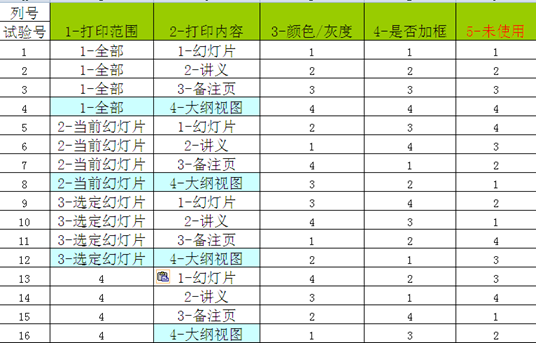 列号
试验号 1-打印范围 2-打印内容 3-颜色/灰度 4-是否加框 5-未使用
1 1-全部 1-幻灯片 1 1 1
2 1-全部 2-讲义 2 2 2
3 1-全部 3-备注页 3 3 3
4 1-全部 4-大纲视图 4 4 4
5 2-当前幻灯片 1-幻灯片 2 3 4
6 2-当前幻灯片 2-讲义 1 4 3
7 2-当前幻灯片 3-备注页 4 1 2
8 2-当前幻灯片 4-大纲视图 3 2 1
9 3-选定幻灯片 1-幻灯片 3 4 2
10 3-选定幻灯片 2-讲义 4 3 1
11 3-选定幻灯片 3-备注页 1 2 4
12 3-选定幻灯片 4-大纲视图 2 1 3
13 4 1-幻灯片 4 2 3
14 4 2-讲义 3 1 4
15 4 3-备注页 2 4 1
16 4 4-大纲视图 1 3 2